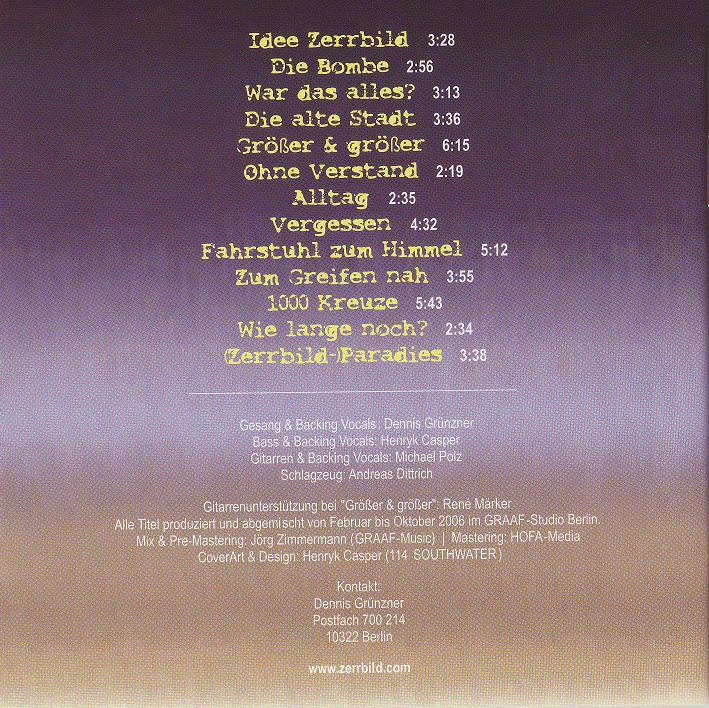 Idee Zerrbild 3:28
Die Bombe 2:56
War das alles? 3:13
Die alte Stadt 3:36
Größer & größer 6:15
Ohne Verstand 2:19
Alltag 2:35
Vergessen 4:32
Fahrstuhl zum Himmel 5:12
Zum Greifen nah 3:55
1000 Kreuze 5:43
Wie lange noch? 2:34
(Zerrbild-)Paradies 3:38
Gesang & Backing Vocals: Dennis Grünzner
Bass & Backing Vocals: Henryk Casper
Gitarren & Backing Vocals: Michael Polz
Schlagzeug: Andreas Dittrich
Gitarrenunterstützung bei "Größer & größer": René Märker
Alle Titel produziert und abgemischt von Februar bis Oktober 2006 im GRAAF-Studio Berlin.
Mix & Pre-Mastering: Jörg Zimmermann (GRAAF-Music) | Mastering: HOFA-Media
CoverArt & Design: Henryk Casper (114 SOUTHWATER)
Kontakt:
Dennis Grünzner
Postfach 700 214
10322 Berlin
www.zerrbild.com